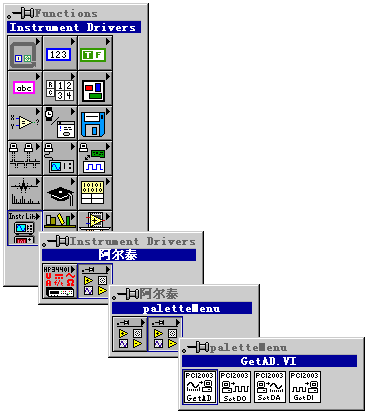 Functions
Instrument Drivers
123
TF
abc
R 1 2
C 3 4
X
Y
?
Instr Lib
Instrument Drivers
阿尔泰
HP34401
阿尔泰
paletteMenu
paletteMenu
GetAD.VI
PCI2003 PCI2003 PCI2003 PCI2003
GetAD SetDO SetDA GetDI